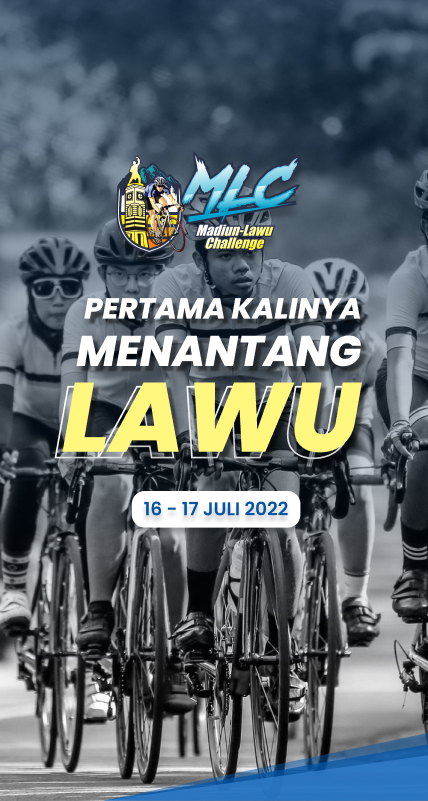 MLC
Madiun-Lawu
Challenge
PERTAMA KALINYA
MENANTANG
LAWU
16 - 17 JULI 2022